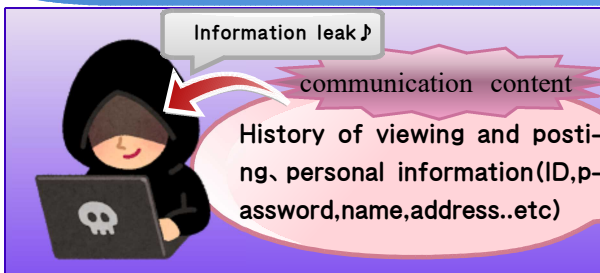 Information leak♪
communication content
History of viewing and posti-
ng、personal information(ID,p-
assword,name,address..etc)